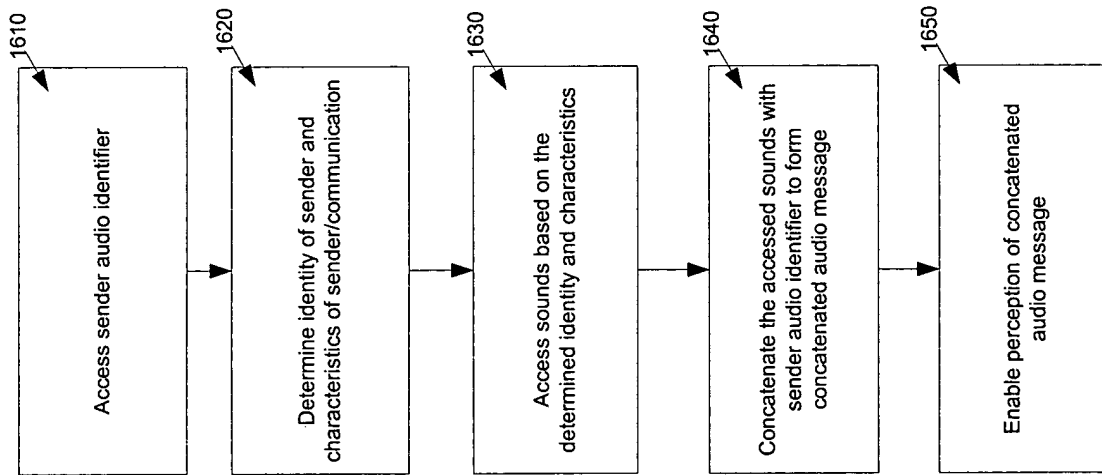 1610
Access sender audio identifier
1620
Determine identity of sender and
characteristics of sender/communication
1630
Access sounds based on the
determined identity and characteristics
1640
Concatenate the accessed sounds with
sender audio identifier to form
concatenated audio message
1650
Enable perception of concatenated
audio message